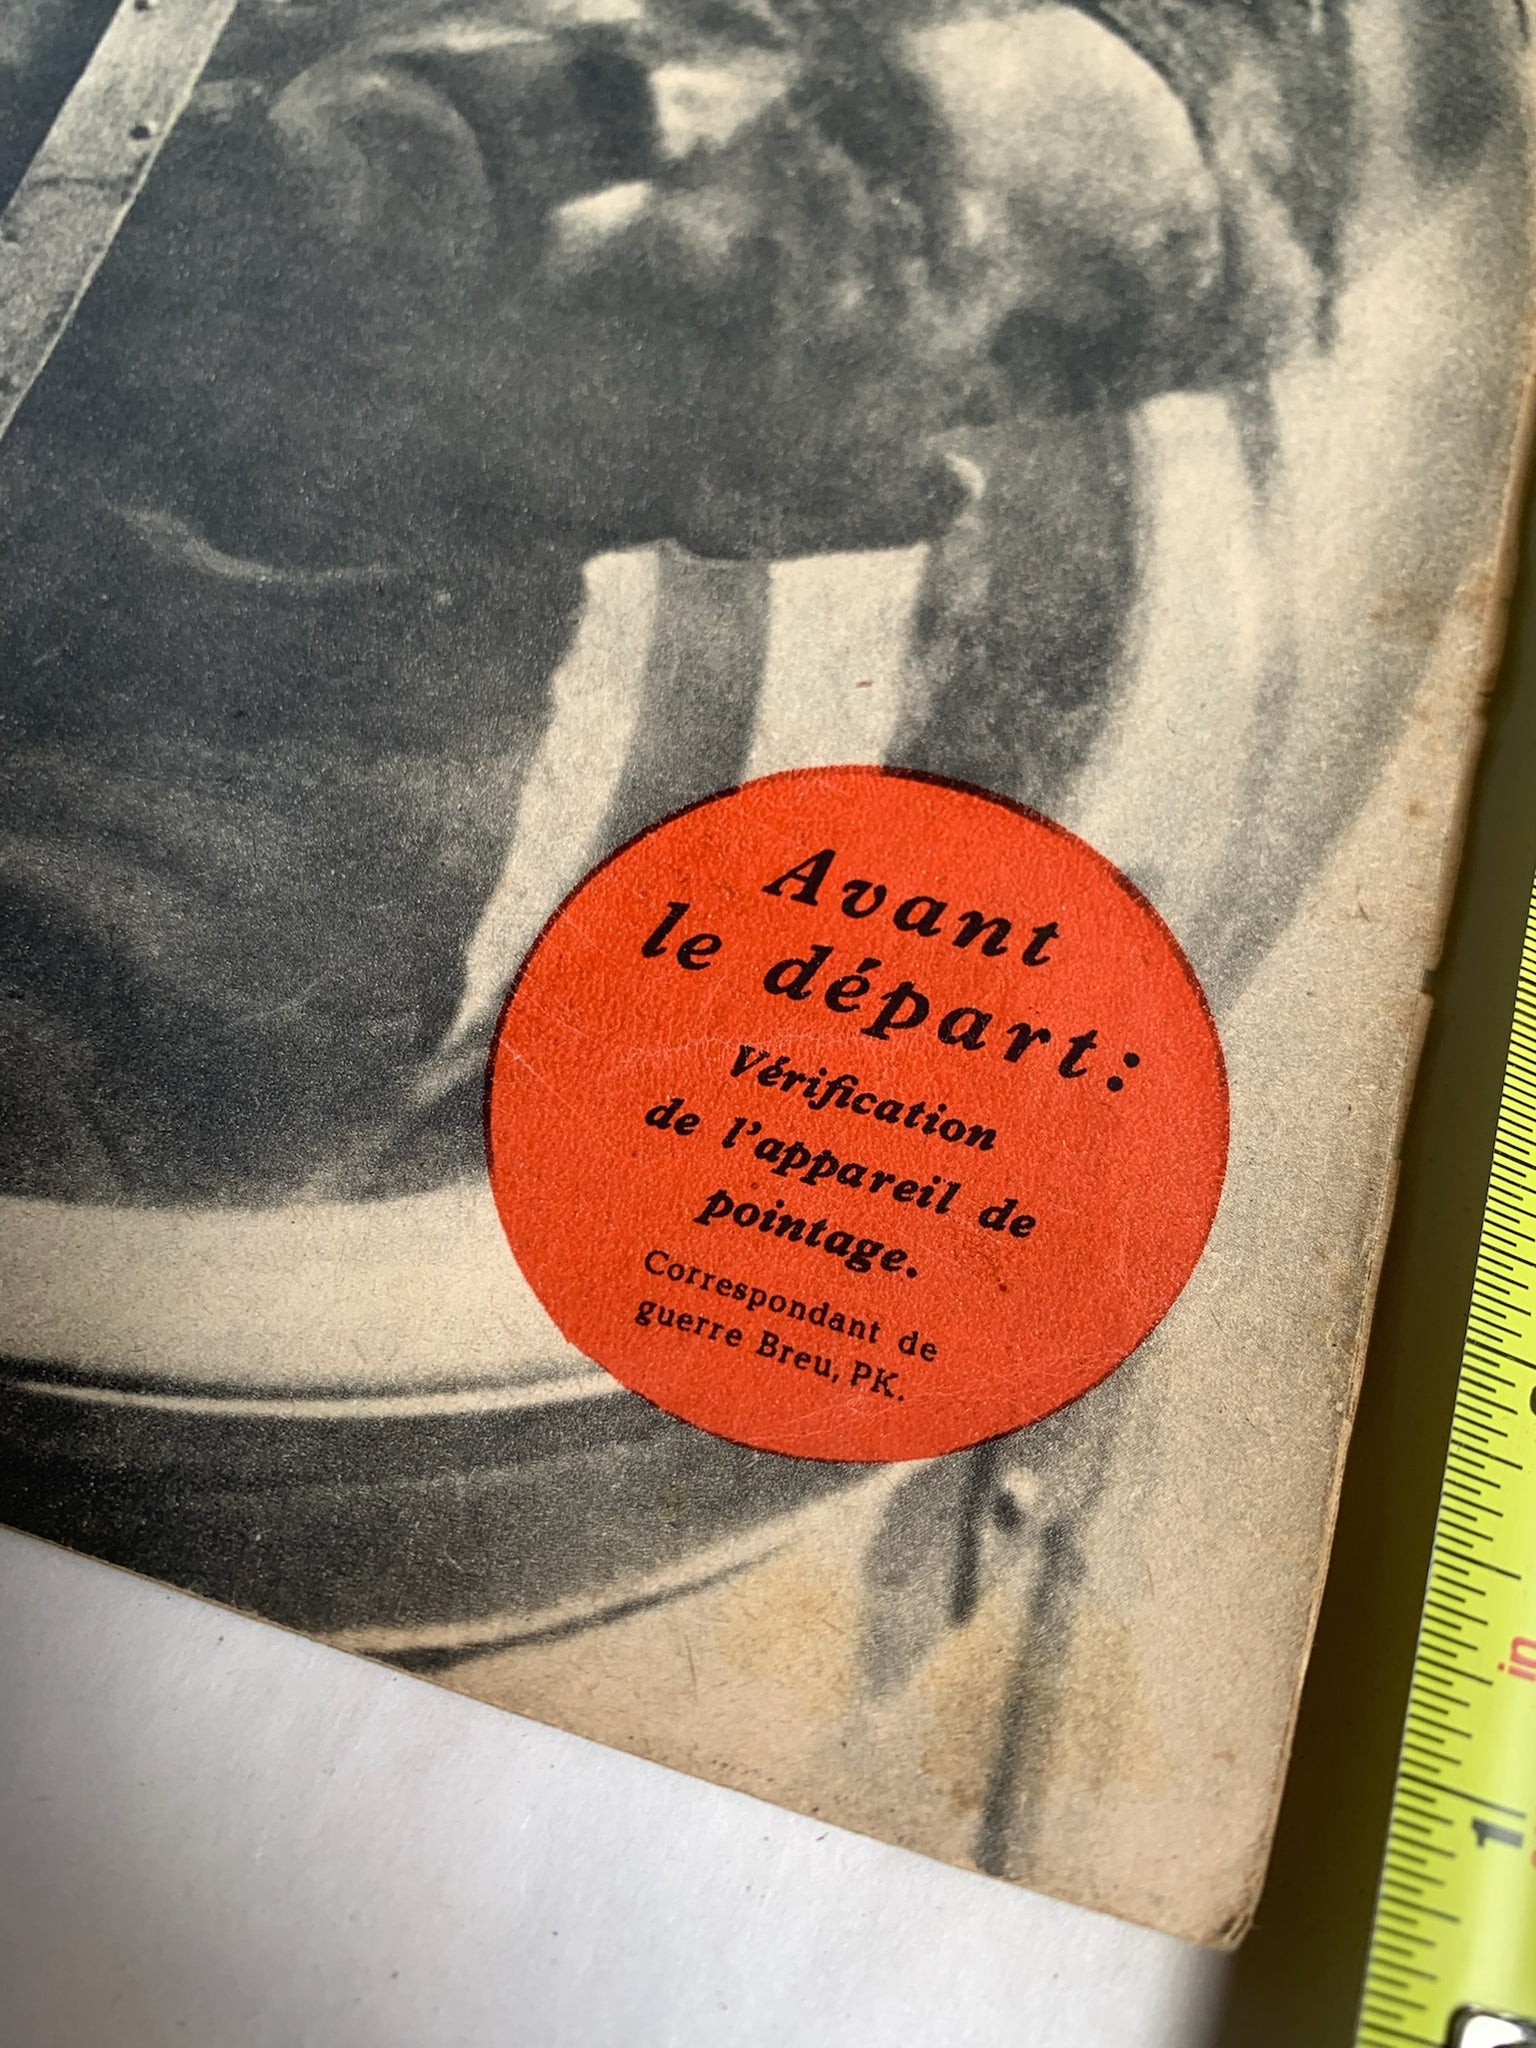 Avant
le départ:
Vérification
de l'appareil de
pointage.
Correspondant de
guerre Breu, PK.
in
1